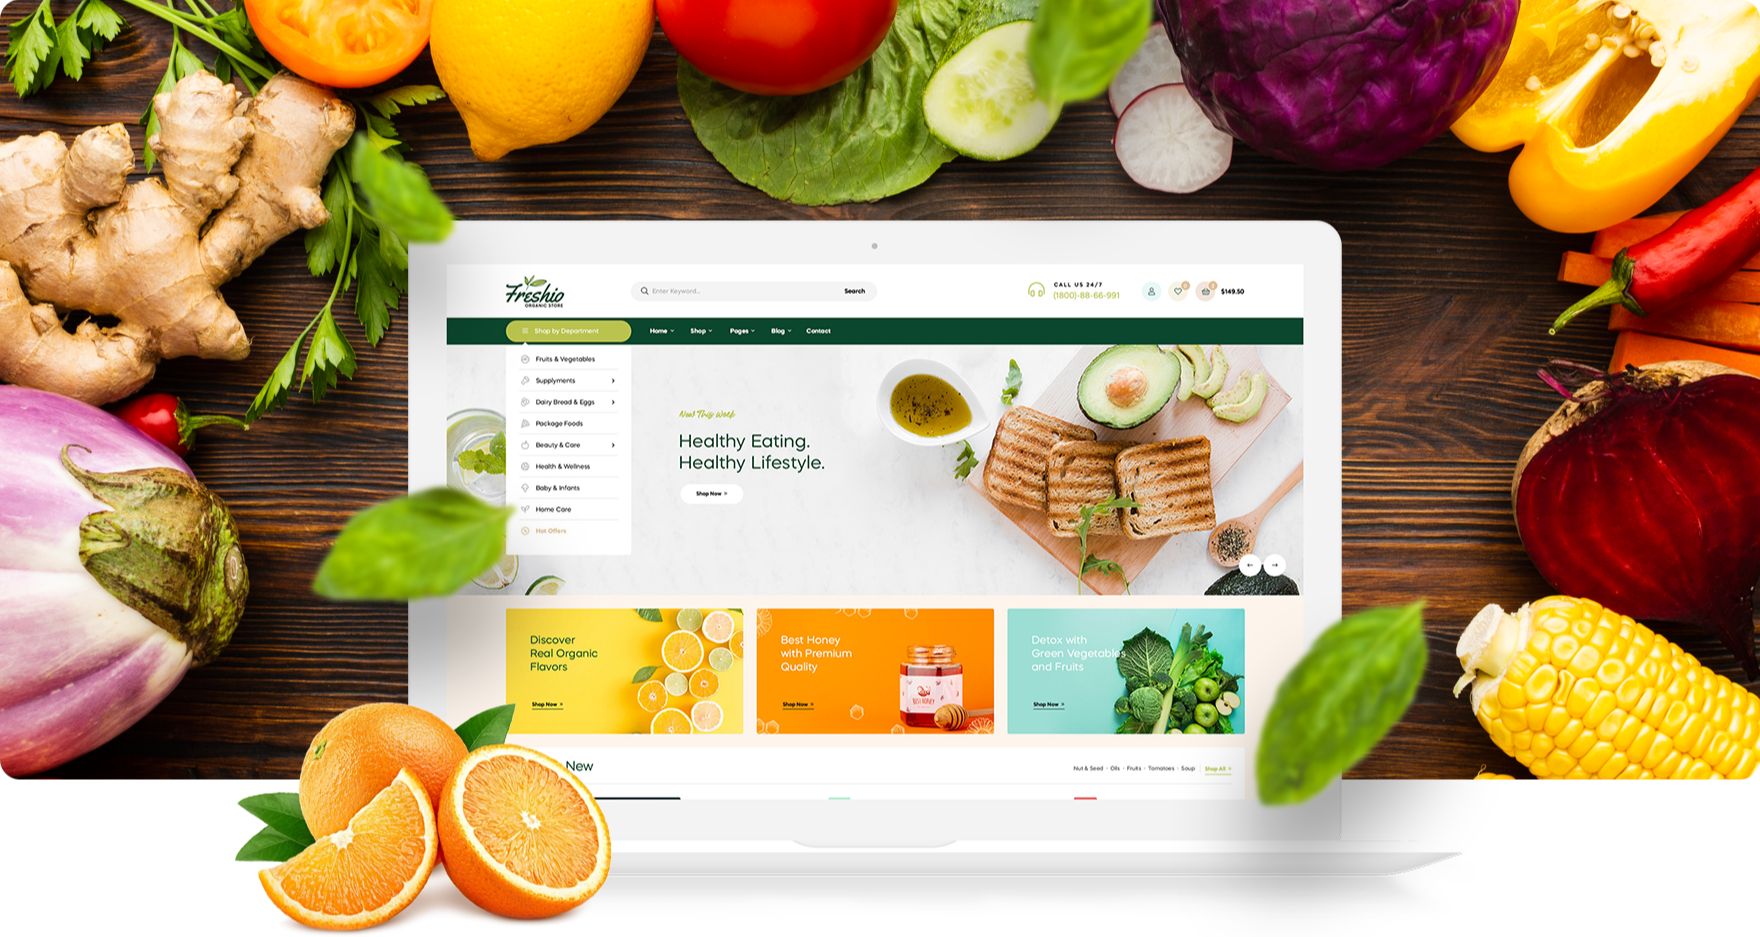 Freshio
ORGANIC STORE
Enter Keyword...
Search
CALL US 24/7
(1800)-88-66-991
$149.50
Shop by Department
Home
Shop
Pages
Blog
Contact
Fruits & Vegetables
Supplyments
Dairy Bread & Eggs
Package Foods
Beauty & Care
Health & Wellness
Baby & Infants
Home Care
Hot Offers
New This Week
Healthy Eating.
Healthy Lifestyle.
Shop Now »
Discover
Real Organic
Flavors
Shop Now »
Best Honey
with Premium
Quality
Shop Now »
BEST HONEY
Detox with
Green Vegetables
and Fruits
Shop Now »
New
Nut & Seed · Oils · Fruits · Tomatoes · Soup
Shop All »